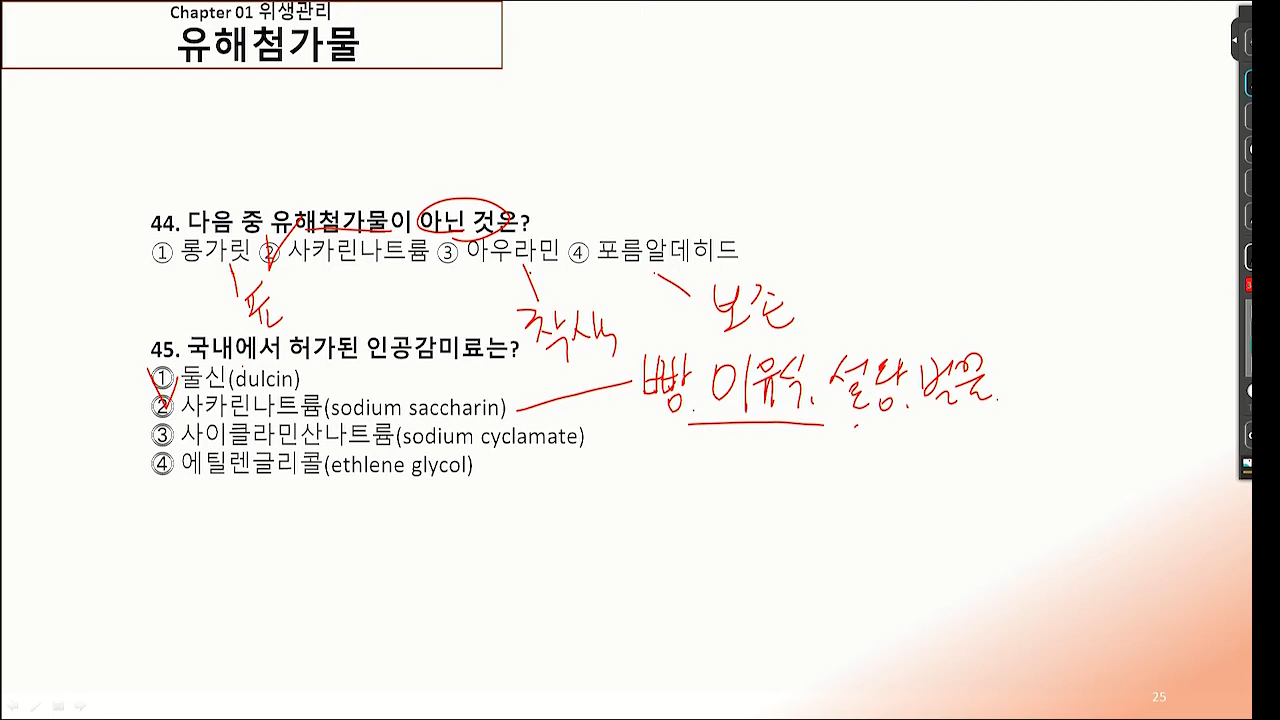 Chapter 01 위생관리
유해첨가물
44. 다음 중 유해첨가물이 아닌 것은?
① 롱가릿 ② 사카린나트륨 ③ 아우라민 ④ 포름알데히드
표
착색
보존
45. 국내에서 허가된 인공감미료는?
① 둘신(dulcin)
② 사카린나트륨(sodium saccharin)
빵. 이유식. 설탕. 벌꿀.
③ 사이클라민산나트륨(sodium cyclamate)
④ 에틸렌글리콜(ethlene glycol)
25